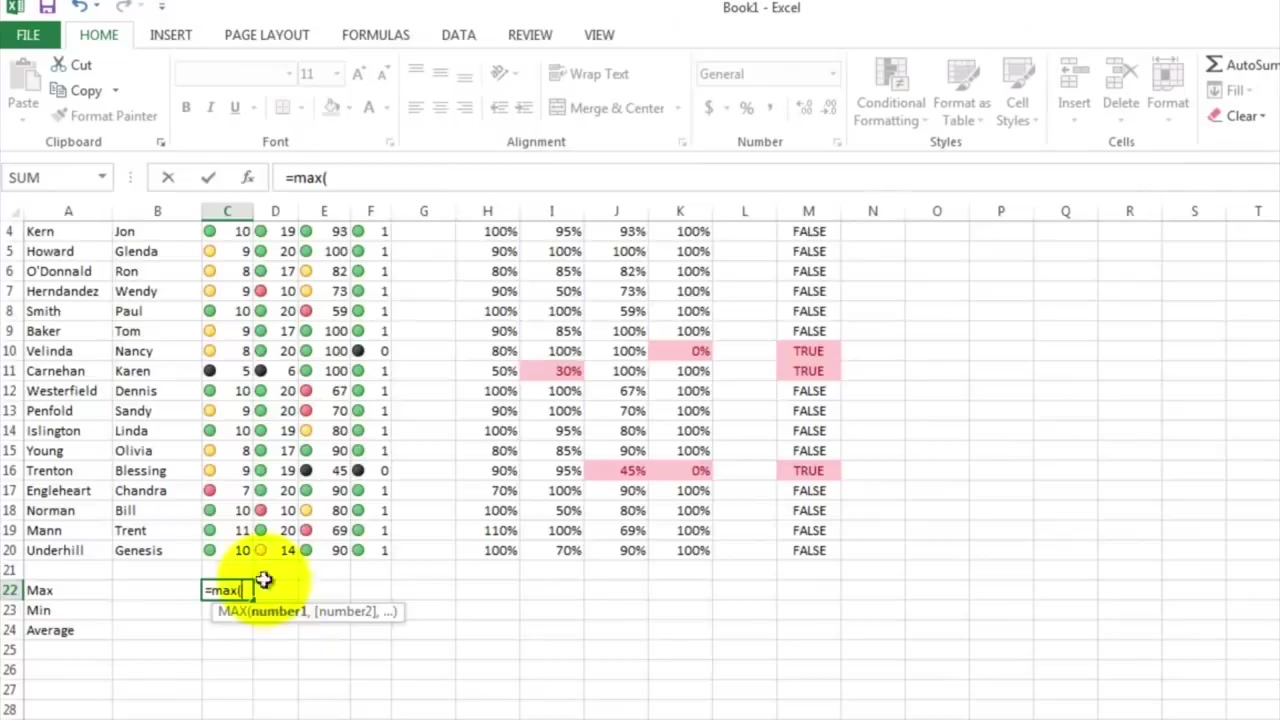 Book1 - Excel
FILE HOME INSERT PAGE LAYOUT FORMULAS DATA REVIEW VIEW
Cut 11 Wrap Text General AutoSum
Copy Fill
Paste Format Painter B I U A Merge & Center $ % , Conditional Formatting Format as Table Cell Styles Insert Delete Format Clear
Clipboard Font Alignment Number Styles Cells
SUM fx =max(
A B C D E F G H I J K L M N O P Q R S T
4 Kern Jon 10 19 93 1 100% 95% 93% 100% FALSE
5 Howard Glenda 9 20 100 1 90% 100% 100% 100% FALSE
6 O'Donnald Ron 8 17 82 1 80% 85% 82% 100% FALSE
7 Herndandez Wendy 9 10 73 1 90% 50% 73% 100% FALSE
8 Smith Paul 10 20 59 1 100% 100% 59% 100% FALSE
9 Baker Tom 9 17 100 1 90% 85% 100% 100% FALSE
10 Velinda Nancy 8 20 100 0 80% 100% 100% 0% TRUE
11 Carnehan Karen 5 6 100 1 50% 30% 100% 100% TRUE
12 Westerfield Dennis 10 20 67 1 100% 100% 67% 100% FALSE
13 Penfold Sandy 9 20 70 1 90% 100% 70% 100% FALSE
14 Islington Linda 10 19 80 1 100% 95% 80% 100% FALSE
15 Young Olivia 8 17 90 1 80% 85% 90% 100% FALSE
16 Trenton Blessing 9 19 45 0 90% 95% 45% 0% TRUE
17 Engleheart Chandra 7 20 90 1 70% 100% 90% 100% FALSE
18 Norman Bill 10 10 80 1 100% 50% 80% 100% FALSE
19 Mann Trent 11 20 69 1 110% 100% 69% 100% FALSE
20 Underhill Genesis 10 14 90 1 100% 70% 90% 100% FALSE
21
22 Max =max(
23 Min MAX(number1, [number2], ...)
24 Average
25
26
27
28